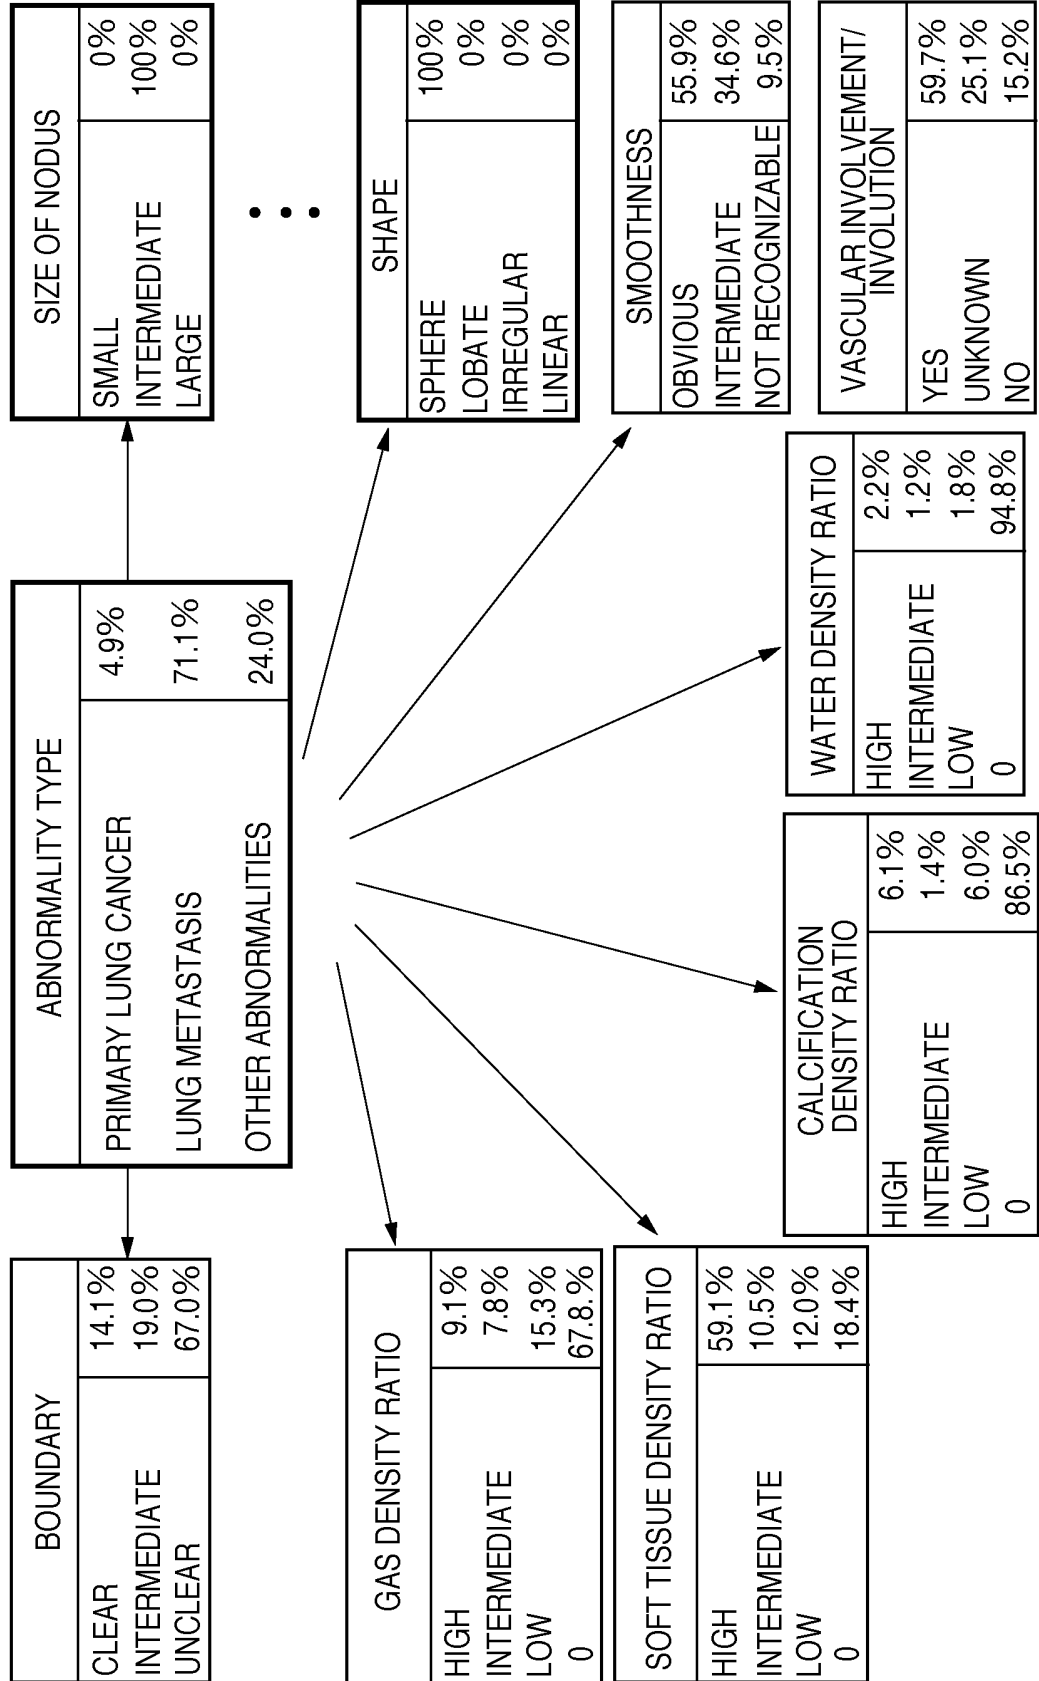 BOUNDARY
CLEAR 14.1%
INTERMEDIATE 19.0%
UNCLEAR 67.0%
ABNORMALITY TYPE
PRIMARY LUNG CANCER 4.9%
LUNG METASTASIS 71.1%
OTHER ABNORMALITIES 24.0%
SIZE OF NODUS
SMALL 0%
INTERMEDIATE 100%
LARGE 0%
GAS DENSITY RATIO
HIGH 9.1%
INTERMEDIATE 7.8%
LOW 15.3%
0 67.8.%
SHAPE
SPHERE 100%
LOBATE 0%
IRREGULAR 0%
LINEAR 0%
SOFT TISSUE DENSITY RATIO
HIGH 59.1%
INTERMEDIATE 10.5%
LOW 12.0%
0 18.4%
SMOOTHNESS
OBVIOUS 55.9%
INTERMEDIATE 34.6%
NOT RECOGNIZABLE 9.5%
CALCIFICATION
DENSITY RATIO
HIGH 6.1%
INTERMEDIATE 1.4%
LOW 6.0%
0 86.5%
WATER DENSITY RATIO
HIGH 2.2%
INTERMEDIATE 1.2%
LOW 1.8%
0 94.8%
VASCULAR INVOLVEMENT/
INVOLUTION
YES 59.7%
UNKNOWN 25.1%
NO 15.2%